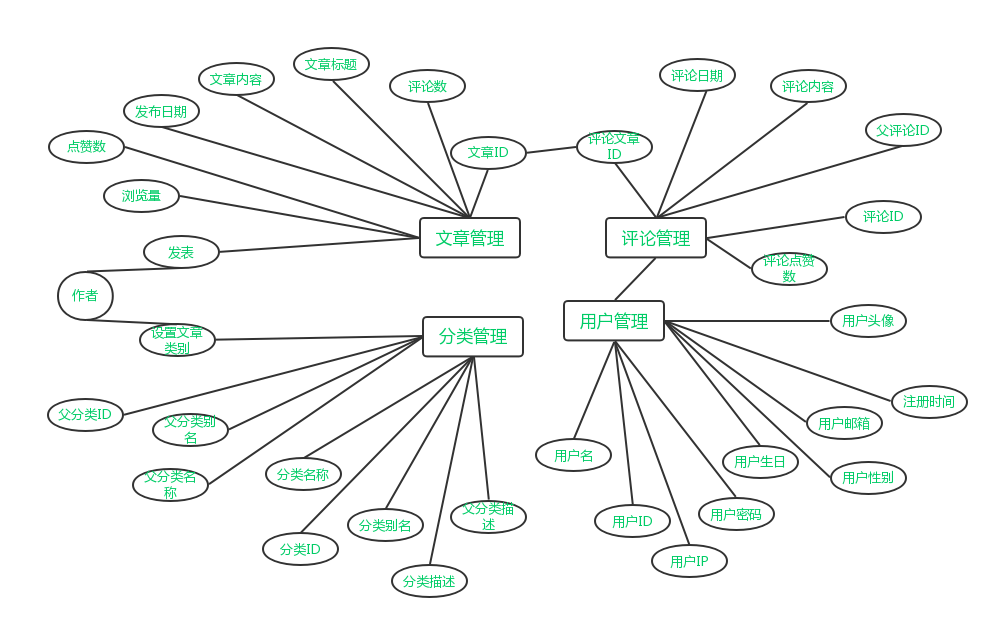 文章标题
评论日期
文章内容
评论数
评论内容
发布日期
父评论ID
点赞数
文章ID
评论文章
ID
浏览量
评论ID
文章管理
评论管理
发表
评论点赞
数
作者
用户管理
用户头像
设置文章
类别
分类管理
注册时间
父分类ID
父分类别
名
用户邮箱
用户名
用户生日
父分类名
称
分类名称
用户性别
父分类描
述
用户密码
分类别名
用户ID
分类ID
用户IP
分类描述